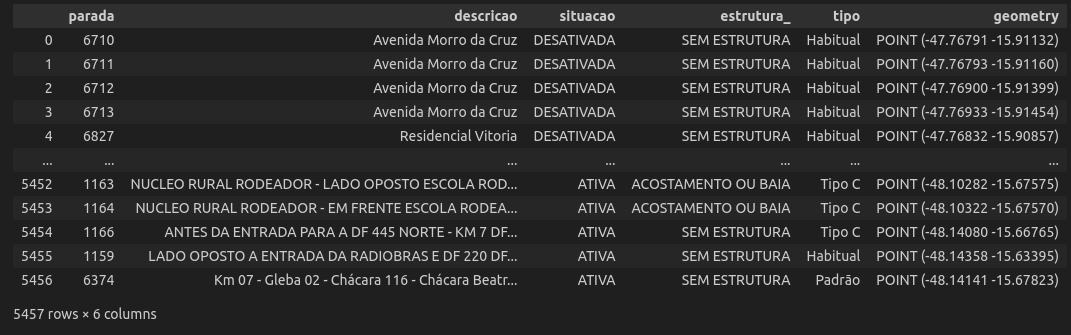 parada descricao situacao estrutura_ tipo geometry
0 6710 Avenida Morro da Cruz DESATIVADA SEM ESTRUTURA Habitual POINT (-47.76791 -15.91132)
1 6711 Avenida Morro da Cruz DESATIVADA SEM ESTRUTURA Habitual POINT (-47.76793 -15.91160)
2 6712 Avenida Morro da Cruz DESATIVADA SEM ESTRUTURA Habitual POINT (-47.76900 -15.91399)
3 6713 Avenida Morro da Cruz DESATIVADA SEM ESTRUTURA Habitual POINT (-47.76933 -15.91454)
4 6827 Residencial Vitoria DESATIVADA SEM ESTRUTURA Habitual POINT (-47.76832 -15.90857)
... ... ... ... ... ... ...
5452 1163 NUCLEO RURAL RODEADOR - LADO OPOSTO ESCOLA ROD... ATIVA ACOSTAMENTO OU BAIA Tipo C POINT (-48.10282 -15.67575)
5453 1164 NUCLEO RURAL RODEADOR - EM FRENTE ESCOLA RODEA... ATIVA ACOSTAMENTO OU BAIA Tipo C POINT (-48.10322 -15.67570)
5454 1166 ANTES DA ENTRADA PARA A DF 445 NORTE - KM 7 DF... ATIVA SEM ESTRUTURA Tipo C POINT (-48.14080 -15.66765)
5455 1159 LADO OPOSTO A ENTRADA DA RADIOBRAS E DF 220 DF... ATIVA SEM ESTRUTURA Habitual POINT (-48.14358 -15.63395)
5456 6374 Km 07 - Gleba 02 - Chácara 116 - Chácara Beatr... ATIVA SEM ESTRUTURA Padrão POINT (-48.14141 -15.67823)
5457 rows × 6 columns